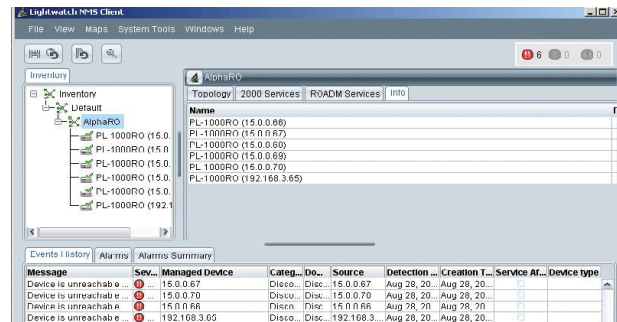 Lightwatch NMS Client
File View Maps System Tools Windows Help
6 0 0
Inventory
AlphaRO
Inventory
Default
AlphaRO
PL 1000RO (15.0.
PL-1000RO (15.0
PL-1000RO (15.0.
PL-1000RO (15.0.
PL-1000RO (15.0.
PL-1000RO (192.1
Topology 2000 Services ROADM Services Info
Name
PL-1000RO (15.0.0.66)
PL-1000RO (15.0.0.67)
PL-1000RO (15.0.0.60)
PL-1000RO (15.0.0.69)
PL 1000RO (15.0.0.70)
PL-1000RO (192.168.3.65)
Events History Alarms Alarms Summary
Message Sev... Managed Device Categ... Do... Source Detection ... Creation T... Service Af... Device type
Device is unreachable ... ... 15.0.0.67 Disco... Disc... 15.0.0.67 Aug 28, 20... Aug 28, 20...
Device is unreachable ... ... 15.0.0.70 Discu... Disc... 15.0.0.70 Aug 28, 20... Aug 28, 20...
Device is unreachable ... ... 15.0.0.66 Disco... Disc... 15.0.0.66 Aug 28, 20... Aug 28, 20...
Device is unreachable ... ... 192.168.3.65 Disco... Disc... 192.168.3.... Aug 28, 20... Aug 28, 20...